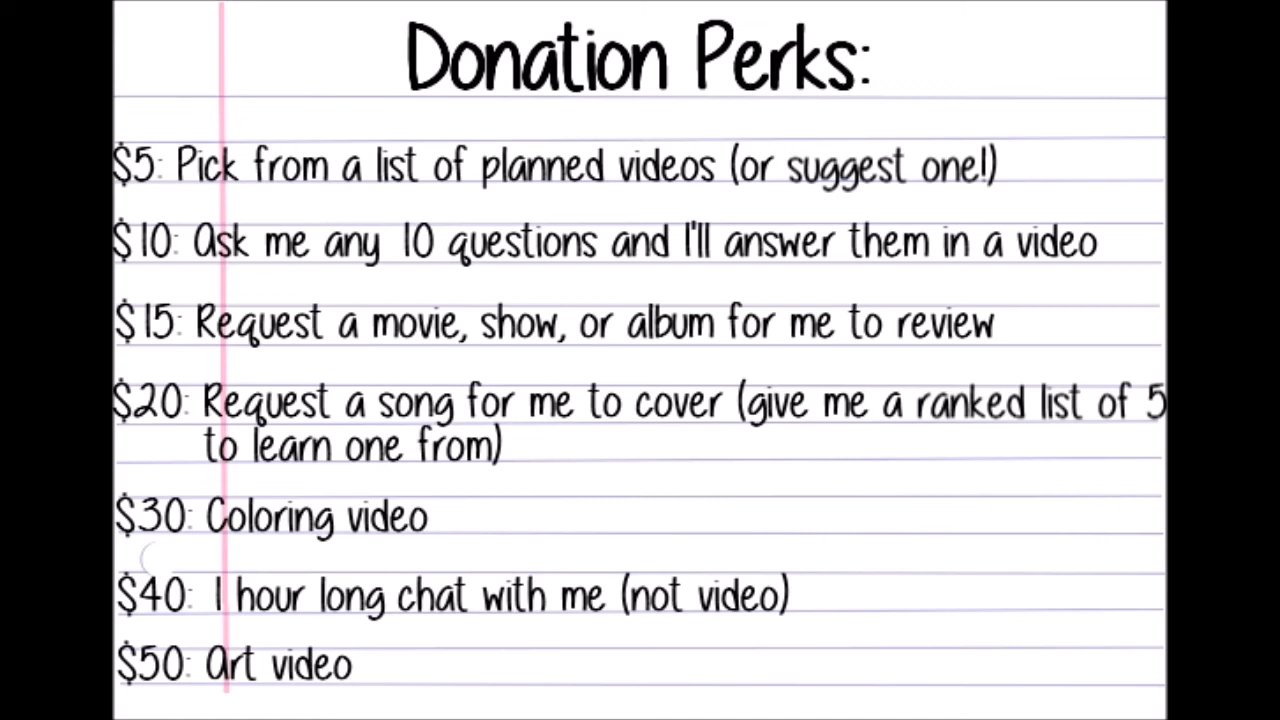 Donation Perks:
$5: Pick from a list of planned videos (or suggest one!)
$10: Ask me any 10 questions and I'll answer them in a video
$15: Request a movie, show, or album for me to review
$20: Request a song for me to cover (give me a ranked list of 5
to learn one from)
$30: Coloring video
$40: 1 hour long chat with me (not video)
$50: Art video